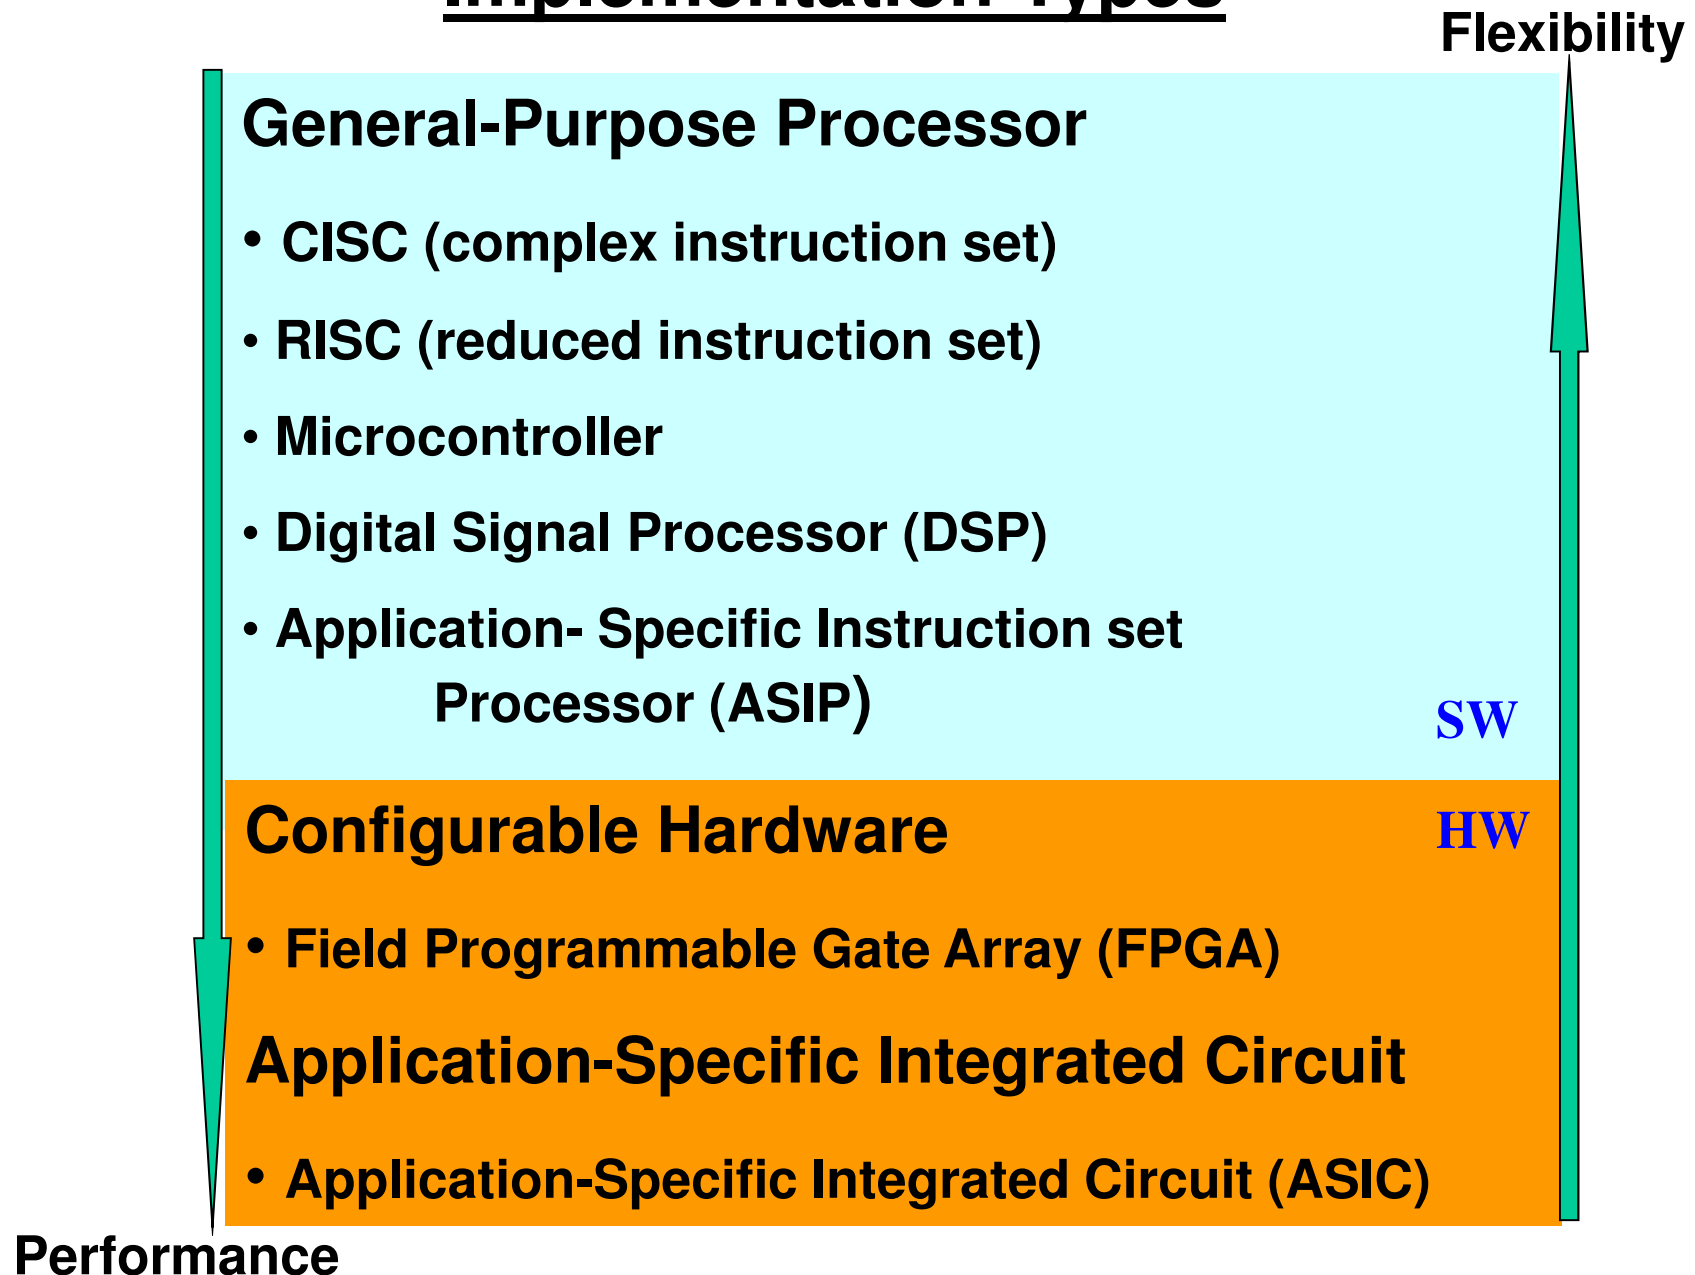 Implementation Types
Flexibility
General-Purpose Processor
• CISC (complex instruction set)
• RISC (reduced instruction set)
• Microcontroller
• Digital Signal Processor (DSP)
• Application- Specific Instruction set
Processor (ASIP)
SW
Configurable Hardware
HW
• Field Programmable Gate Array (FPGA)
Application-Specific Integrated Circuit
• Application-Specific Integrated Circuit (ASIC)
Performance